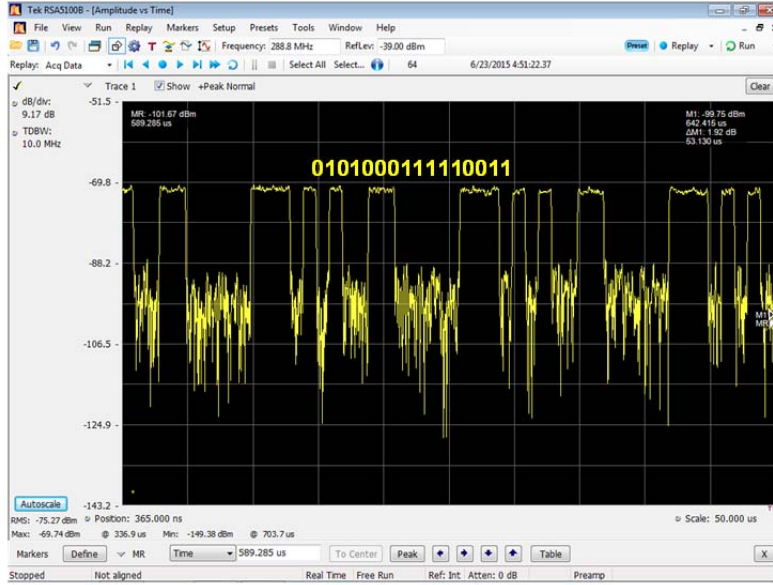 Tek RSA5100B - [Amplitude vs Time]
File View Run Replay Markers Setup Presets Tools Window Help
Frequency: 288.8 MHz RefLev: -39.00 dBm Preset Replay Run
Replay: Acq Data Select All Select... 64 6/23/2015 4:51:22.37
Trace 1 Show +Peak Normal Clear
dB/div:
9.17 dB
TDBW:
10.0 MHz
-51.5
MR: -101.67 dBm
589.285 us
M1: -99.75 dBm
642.415 us
ΔM1: 1.92 dB
53.130 us
0101000111110011
-69.8
-88.2
-106.5
M1
MR
-124.9
-143.2
Autoscale
Position: 365.000 ns Scale: 50.000 us
RMS: -75.27 dBm
Max: -69.74 dBm @ 336.9 us Min: -149.38 dBm @ 703.7 us
Markers Define MR Time 589.285 us To Center Peak Table X
Stopped Not aligned Real Time Free Run Ref: Int Atten: 0 dB Preamp